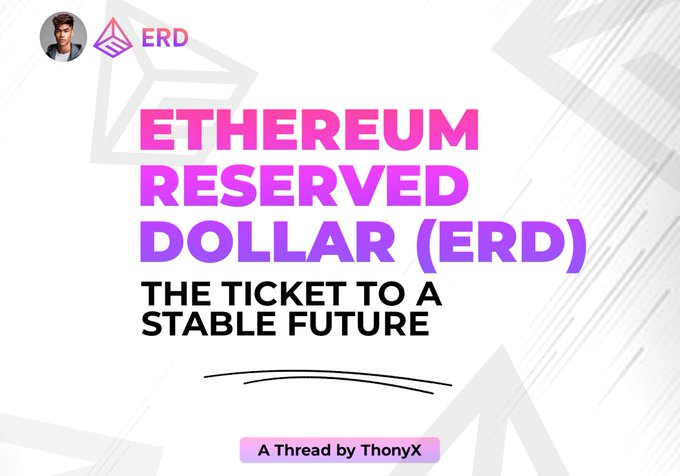 ERD
ETHEREUM
RESERVED
DOLLAR (ERD)
THE TICKET TO A
STABLE FUTURE
A Thread by ThonyX